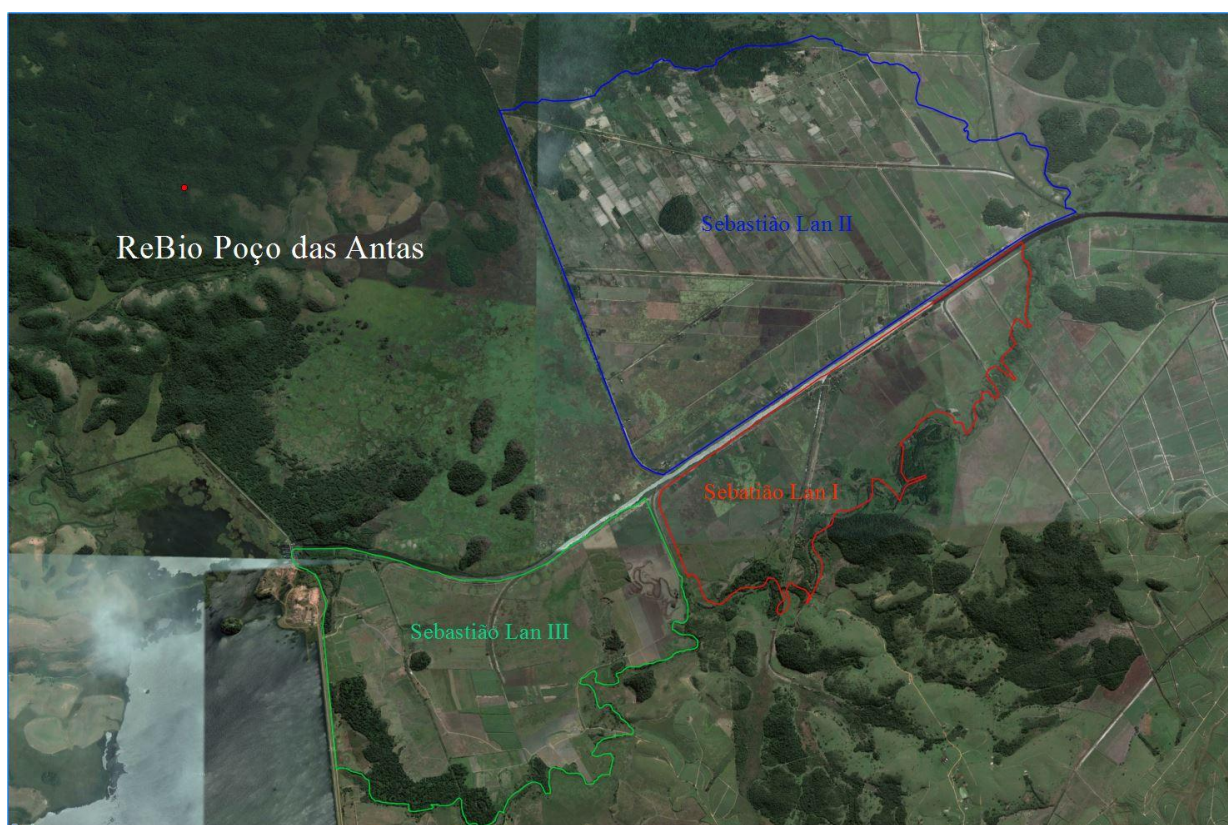 Sebastião Lan II
ReBio Poço das Antas
Sebatião Lan I
Sebastião Lan III